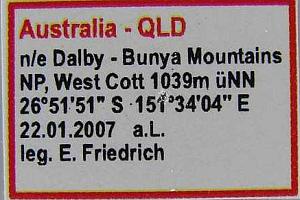 Australia - QLD
n/e Dalby - Bunya Mountains
NP, West Cott 1039m üNN
26°51'51" S 151°34'04" E
22.01.2007 a.L.
leg. E. Friedrich